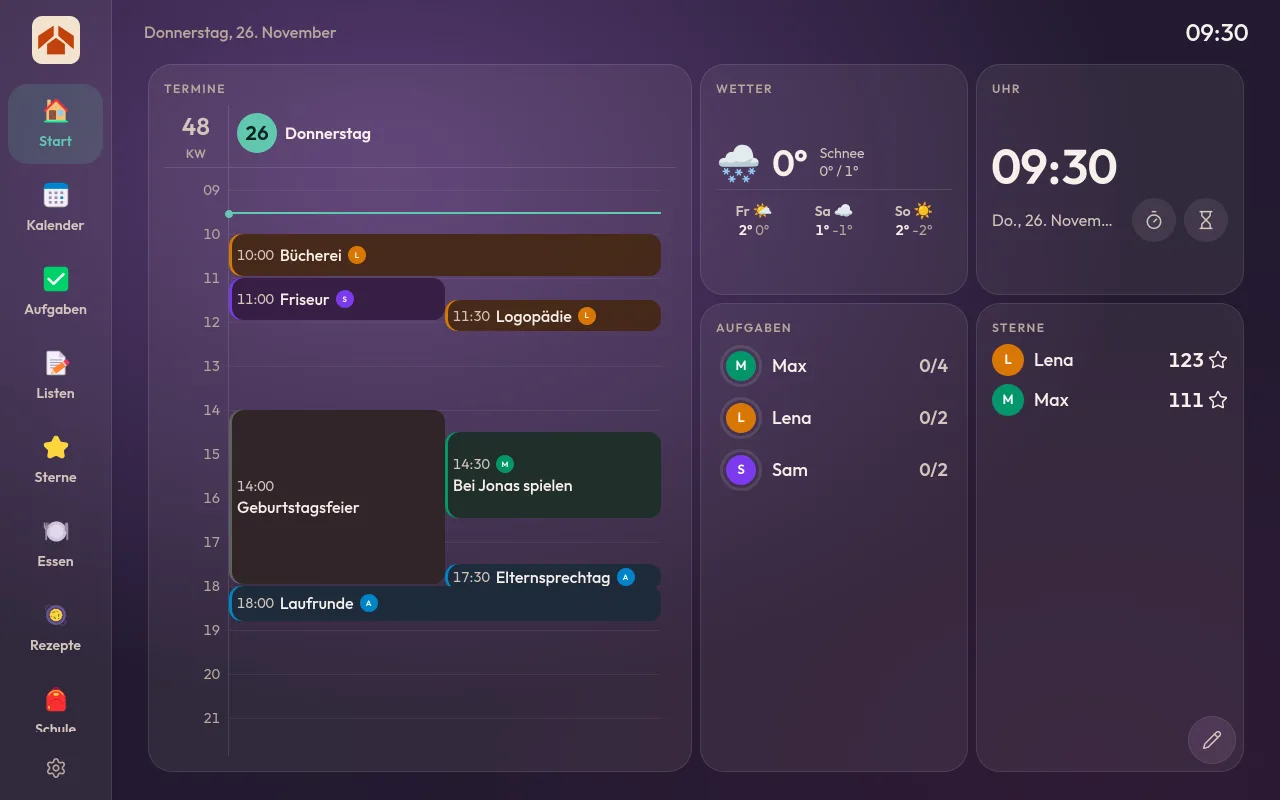 Donnerstag, 26. November
09:30
Start
Kalender
Aufgaben
Listen
Sterne
Essen
Rezepte
Schule
TERMINE
48
KW
26 Donnerstag
09
10
11
12
13
14
15
16
17
18
19
20
21
10:00 Bücherei L
11:00 Friseur S
11:30 Logopädie L
14:00
Geburtstagsfeier
14:30 M
Bei Jonas spielen
17:30 Elternsprechtag A
18:00 Laufrunde A
WETTER
0° Schnee
0° / 1°
Fr Sa So
2° 0° 1° -1° 2° -2°
UHR
09:30
Do., 26. Novem...
AUFGABEN
M Max 0/4
L Lena 0/2
S Sam 0/2
STERNE
L Lena 123
M Max 111